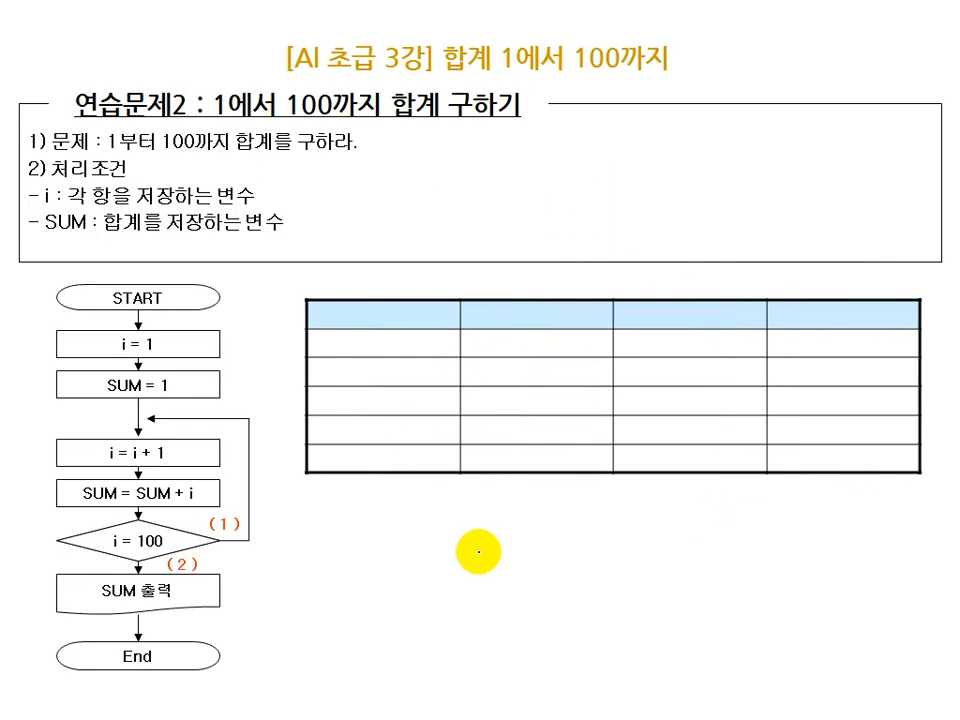 [AI 초급 3강] 합계 1에서 100까지
연습문제2 : 1에서 100까지 합계 구하기
1) 문제 : 1부터 100까지 합계를 구하라.
2) 처리조건
- i : 각 항을 저장하는 변수
- SUM : 합계를 저장하는 변수
START
i = 1
SUM = 1
i = i + 1
SUM = SUM + i
( 1 )
i = 100
( 2 )
SUM 출력
End